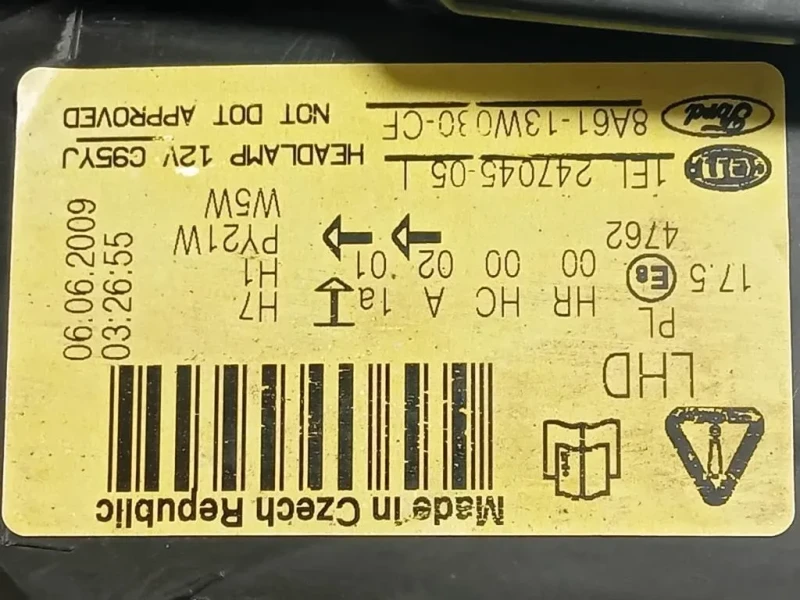 Made in Czech Republic
LHD
PL
17.5 E8 HR HC A 1a
4762 00 00 02 01
H7
H1
PY21W
W5W
03:26:55
06.06.2009
1EL 247045-05 L HEADLAMP 12V C95YJ
Ford 8A61-13W030-CF NOT DOT APPROVED